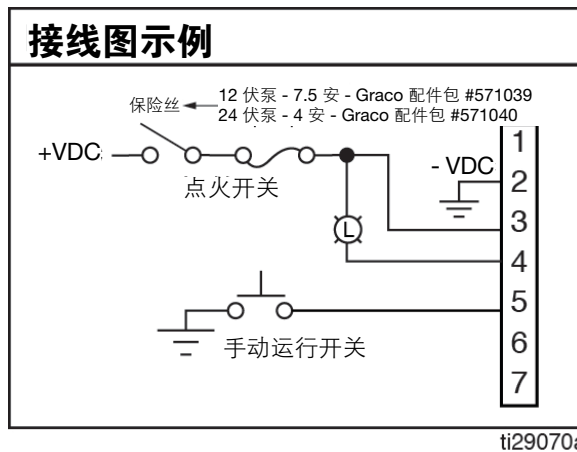 接线图示例
12 伏泵 - 7.5 安 - Graco 配件包 #571039
保险丝
24 伏泵 - 4 安 - Graco 配件包 #571040
+VDC
点火开关
- VDC
L
手动运行开关
1
2
3
4
5
6
7
ti29070a